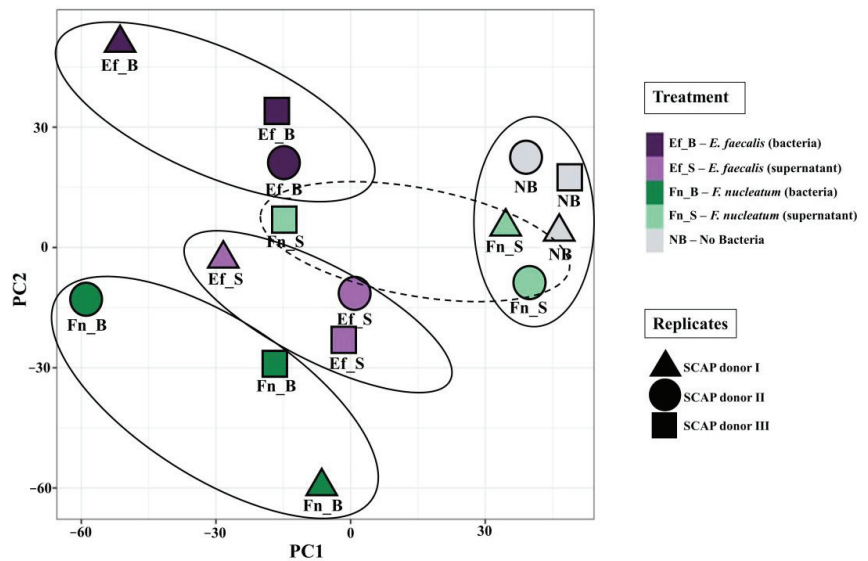 Ef_B
Ef_B
Ef_B
NB
NB
Fn_S
Fn_S
NB
Ef_S
Fn_S
Fn_B
Ef_S
Ef_S
Fn_B
Fn_B
30
0
−30
−60
PC2
−60
−30
0
30
PC1
Treatment
Ef_B – E. faecalis (bacteria)
Ef_S – E. faecalis (supernatant)
Fn_B – F. nucleatum (bacteria)
Fn_S – F. nucleatum (supernatant)
NB – No Bacteria
Replicates
SCAP donor I
SCAP donor II
SCAP donor III